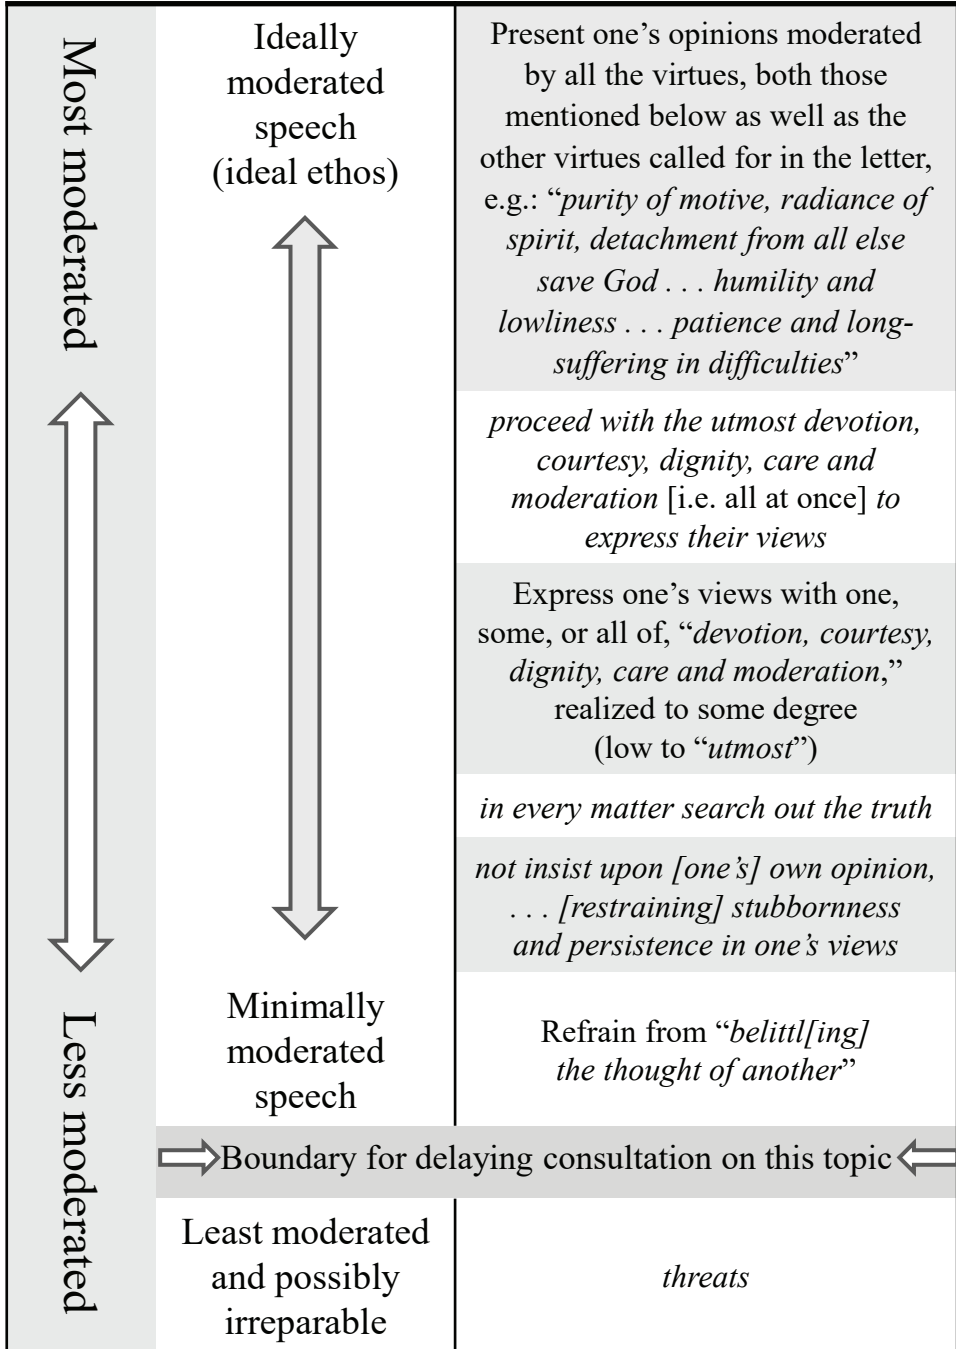 Most moderated
Less moderated
Ideally
moderated
speech
(ideal ethos)
Present one’s opinions moderated
by all the virtues, both those
mentioned below as well as the
other virtues called for in the letter,
e.g.: “purity of motive, radiance of
spirit, detachment from all else
save God . . . humility and
lowliness . . . patience and long-
suffering in difficulties”
proceed with the utmost devotion,
courtesy, dignity, care and
moderation [i.e. all at once] to
express their views
Express one’s views with one,
some, or all of, “devotion, courtesy,
dignity, care and moderation,”
realized to some degree
(low to “utmost”)
in every matter search out the truth
not insist upon [one’s] own opinion,
. . . [restraining] stubbornness
and persistence in one’s views
Minimally
moderated
speech
Refrain from “belittl[ing]
the thought of another”
Boundary for delaying consultation on this topic
Least moderated
and possibly
irreparable
threats